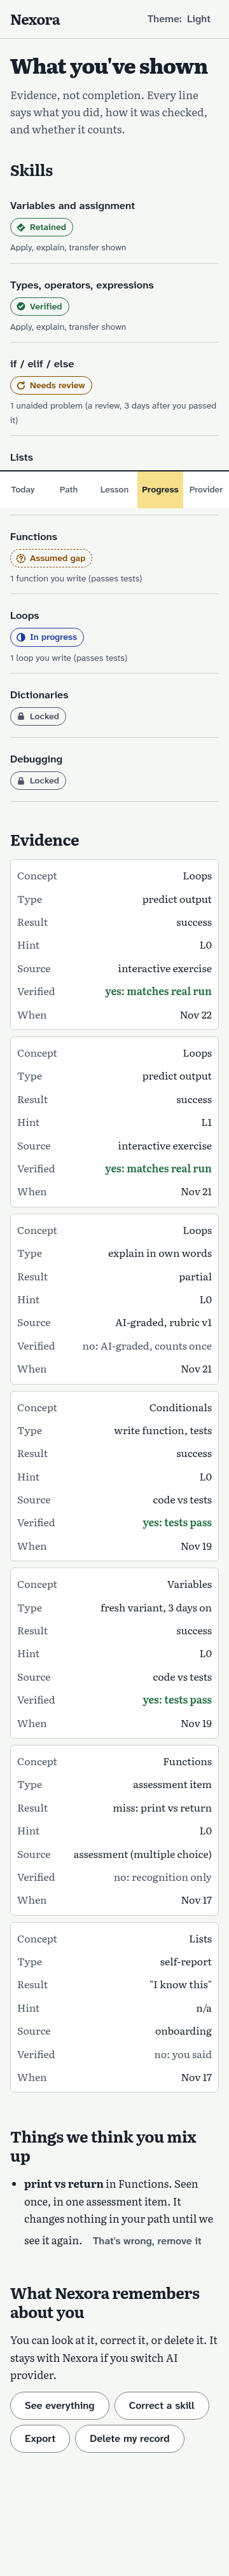 Nexora
Theme: Light
What you've shown
Evidence, not completion. Every line
says what you did, how it was checked,
and whether it counts.
Skills
Variables and assignment
Retained
Apply, explain, transfer shown
Types, operators, expressions
Verified
Apply, explain, transfer shown
if / elif / else
Needs review
1 unaided problem (a review, 3 days after you passed
it)
Lists
Today Path Lesson Progress Provider
Functions
Assumed gap
1 function you write (passes tests)
Loops
In progress
1 loop you write (passes tests)
Dictionaries
Locked
Debugging
Locked
Evidence
Concept Loops
Type predict output
Result success
Hint L0
Source interactive exercise
Verified yes: matches real run
When Nov 22
Concept Loops
Type predict output
Result success
Hint L1
Source interactive exercise
Verified yes: matches real run
When Nov 21
Concept Loops
Type explain in own words
Result partial
Hint L0
Source AI-graded, rubric v1
Verified no: AI-graded, counts once
When Nov 21
Concept Conditionals
Type write function, tests
Result success
Hint L0
Source code vs tests
Verified yes: tests pass
When Nov 19
Concept Variables
Type fresh variant, 3 days on
Result success
Hint L0
Source code vs tests
Verified yes: tests pass
When Nov 19
Concept Functions
Type assessment item
Result miss: print vs return
Hint L0
Source assessment (multiple choice)
Verified no: recognition only
When Nov 17
Concept Lists
Type self-report
Result "I know this"
Hint n/a
Source onboarding
Verified no: you said
When Nov 17
Things we think you mix
up
print vs return in Functions. Seen
once, in one assessment item. It
changes nothing in your path until we
see it again. That's wrong, remove it
What Nexora remembers
about you
You can look at it, correct it, or delete it. It
stays with Nexora if you switch AI
provider.
See everything Correct a skill
Export Delete my record